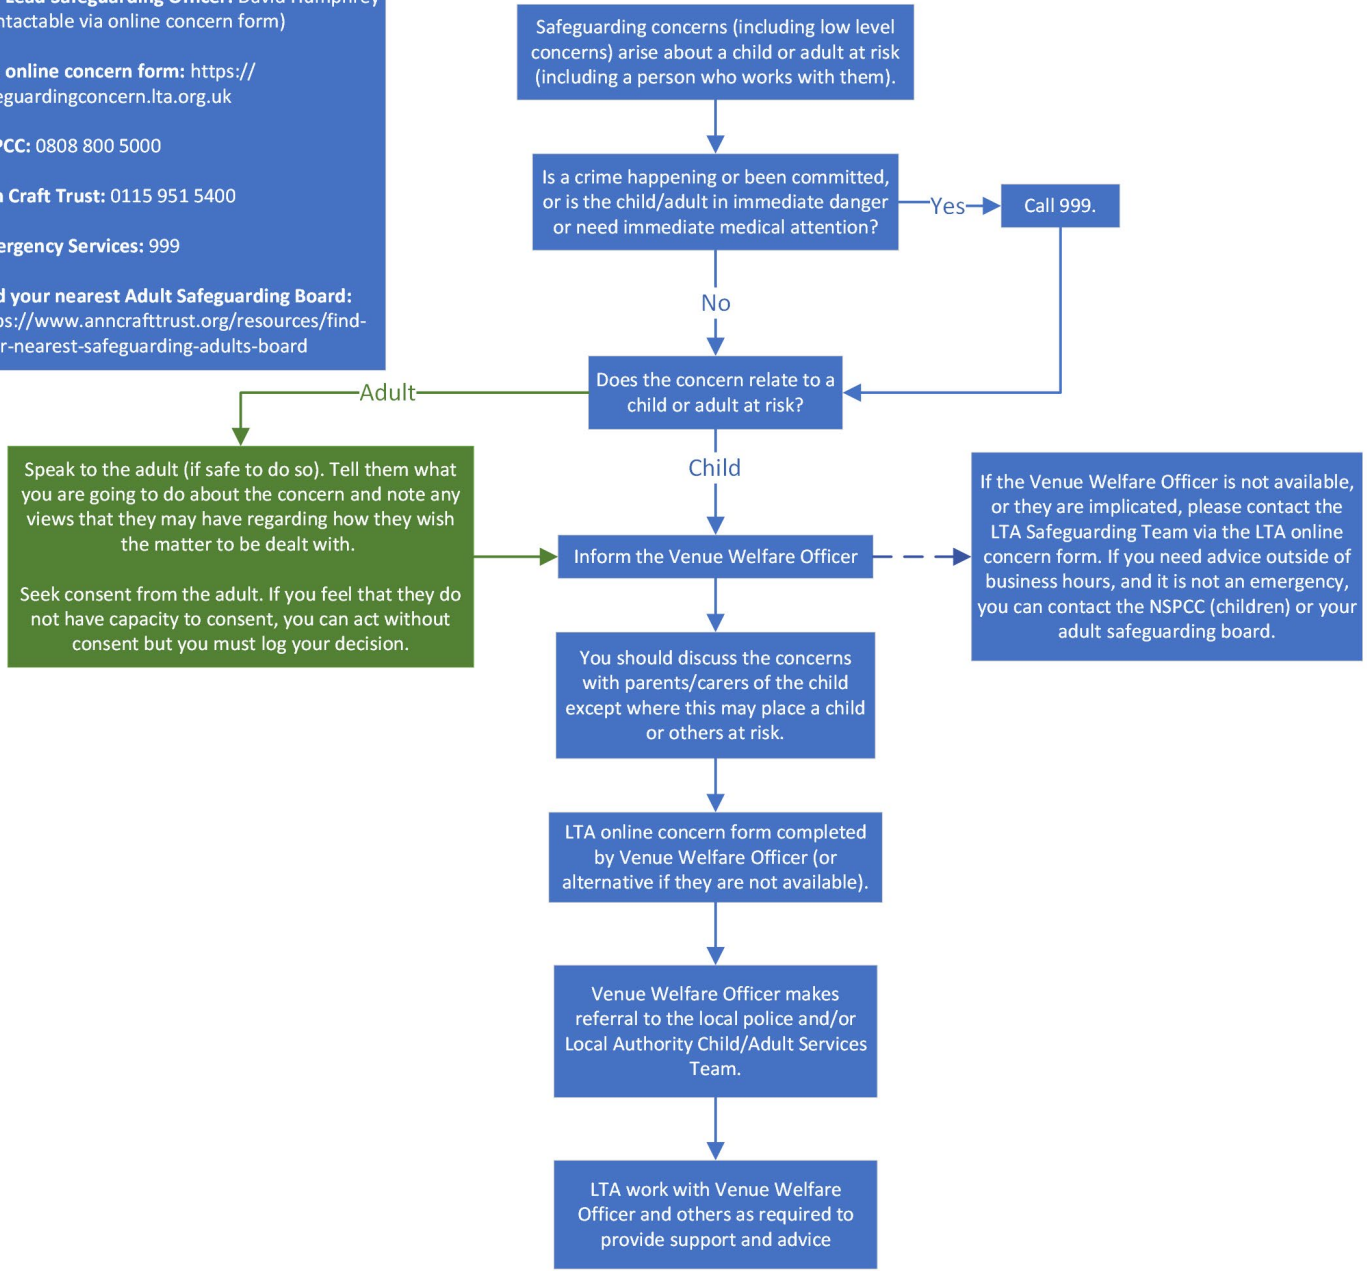 Lead Safeguarding Officer: David Humphrey
ntactable via online concern form)
online concern form: https://
eguardingconcern.lta.org.uk
PCC: 0808 800 5000
n Craft Trust: 0115 951 5400
ergency Services: 999
d your nearest Adult Safeguarding Board:
ps://www.anncrafttrust.org/resources/find-
r-nearest-safeguarding-adults-board
Safeguarding concerns (including low level
concerns) arise about a child or adult at risk
(including a person who works with them).
Is a crime happening or been committed,
or is the child/adult in immediate danger
or need immediate medical attention?
Yes
Call 999.
No
Does the concern relate to a
child or adult at risk?
Adult
Child
Speak to the adult (if safe to do so). Tell them what
you are going to do about the concern and note any
views that they may have regarding how they wish
the matter to be dealt with.
Seek consent from the adult. If you feel that they do
not have capacity to consent, you can act without
consent but you must log your decision.
Inform the Venue Welfare Officer
If the Venue Welfare Officer is not available,
or they are implicated, please contact the
LTA Safeguarding Team via the LTA online
concern form. If you need advice outside of
business hours, and it is not an emergency,
you can contact the NSPCC (children) or your
adult safeguarding board.
You should discuss the concerns
with parents/carers of the child
except where this may place a child
or others at risk.
LTA online concern form completed
by Venue Welfare Officer (or
alternative if they are not available).
Venue Welfare Officer makes
referral to the local police and/or
Local Authority Child/Adult Services
Team.
LTA work with Venue Welfare
Officer and others as required to
provide support and advice